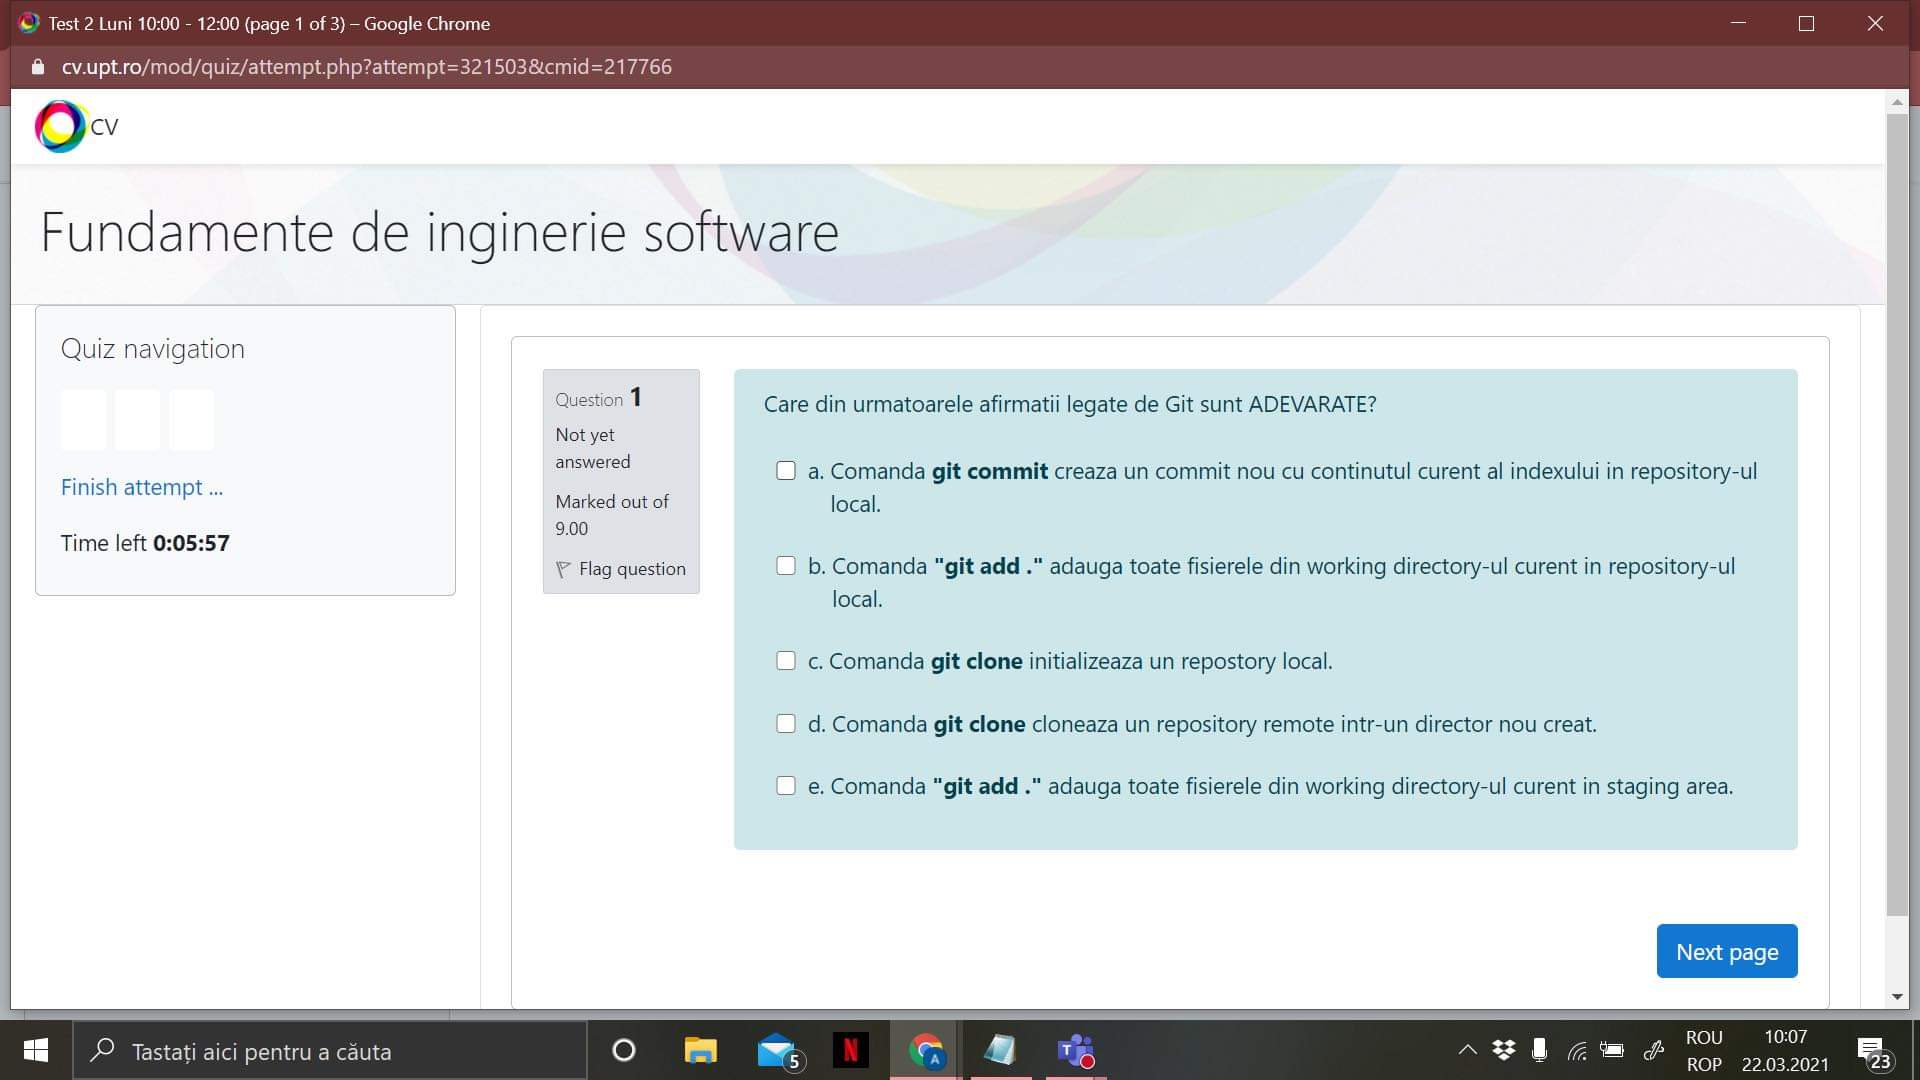 Test 2 Luni 10:00 - 12:00 (page 1 of 3) – Google Chrome
cv.upt.ro/mod/quiz/attempt.php?attempt=321503&cmid=217766
CV
Fundamente de inginerie software
Quiz navigation
Finish attempt ...
Time left 0:05:57
Question 1
Not yet
answered
Marked out of
9.00
Flag question
Care din urmatoarele afirmatii legate de Git sunt ADEVARATE?
a. Comanda git commit creaza un commit nou cu continutul curent al indexului in repository-ul
local.
b. Comanda "git add ." adauga toate fisierele din working directory-ul curent in repository-ul
local.
c. Comanda git clone initializeaza un repostory local.
d. Comanda git clone cloneaza un repository remote intr-un director nou creat.
e. Comanda "git add ." adauga toate fisierele din working directory-ul curent in staging area.
Next page
Tastați aici pentru a căuta
5
N
A
T
ROU
ROP
10:07
22.03.2021
23